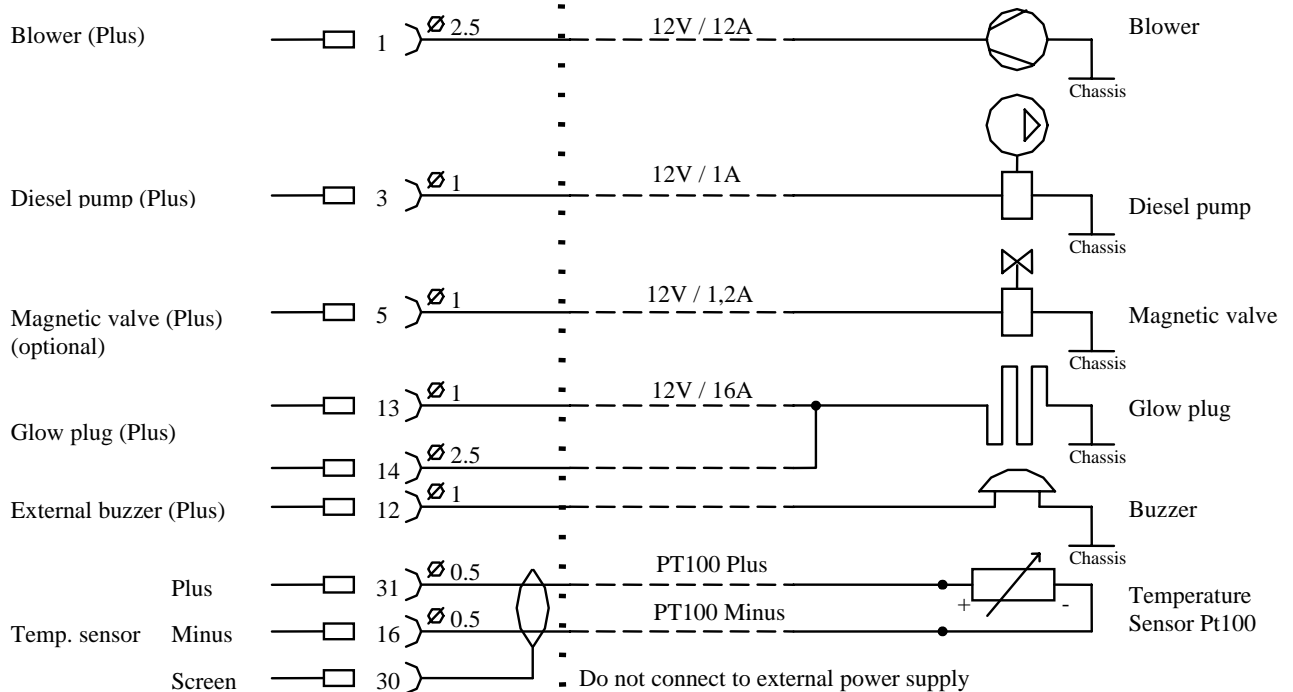 Blower (Plus) 1 Ø 2.5 12V / 12A Blower
Chassis
Diesel pump (Plus) 3 Ø 1 12V / 1A Diesel pump
Chassis
Magnetic valve (Plus) 5 Ø 1 12V / 1,2A Magnetic valve
(optional)
Chassis
13 Ø 1 12V / 16A Glow plug
Glow plug (Plus)
Chassis
14 Ø 2.5
External buzzer (Plus) 12 Ø 1 Buzzer
Chassis
Plus 31 Ø 0.5 PT100 Plus
+ -
Temperature
Temp. sensor Minus 16 Ø 0.5 PT100 Minus Sensor Pt100
Screen 30 Do not connect to external power supply